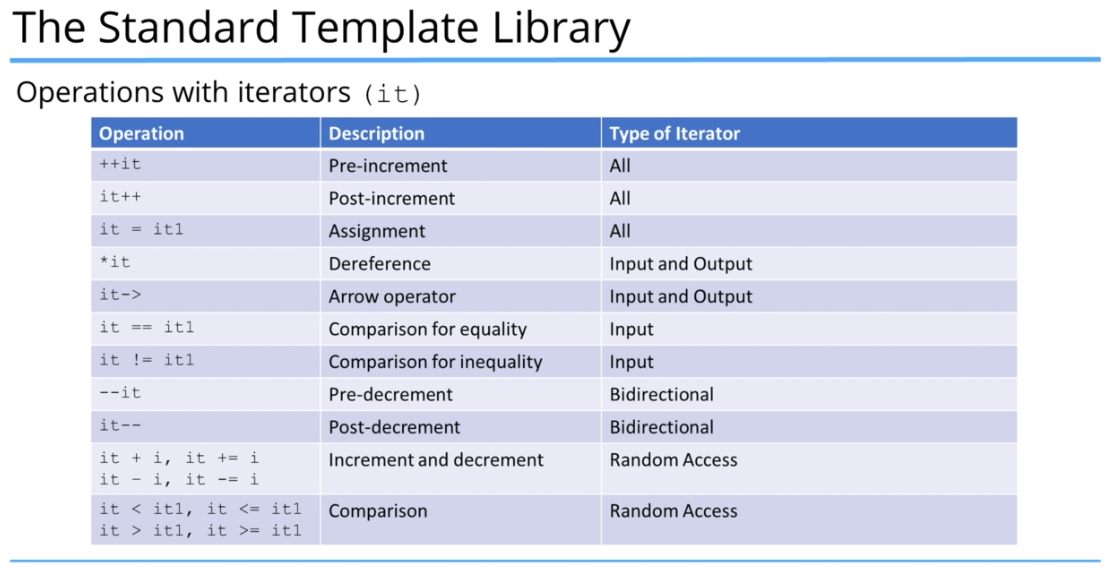 The Standard Template Library
Operations with iterators (it)
Operation Description Type of Iterator
++it Pre-increment All
it++ Post-increment All
it = it1 Assignment All
*it Dereference Input and Output
it-> Arrow operator Input and Output
it == it1 Comparison for equality Input
it != it1 Comparison for inequality Input
--it Pre-decrement Bidirectional
it-- Post-decrement Bidirectional
it + i, it += i Increment and decrement Random Access
it - i, it -= i
it < it1, it <= it1 Comparison Random Access
it > it1, it >= it1